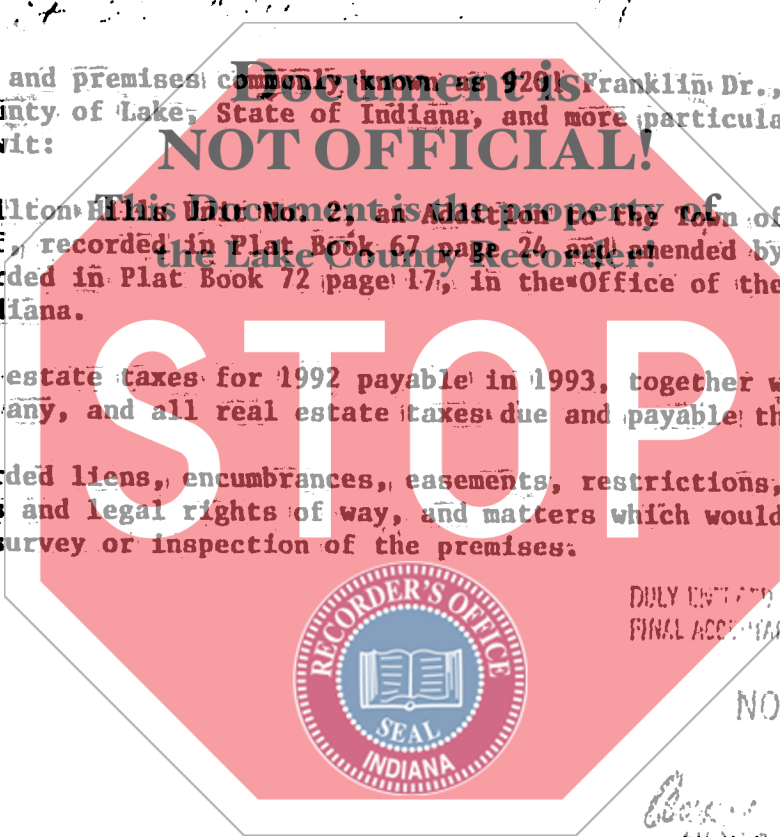 Document is
and premises commonly known as 9201 Franklin Dr.,
nty of Lake, State of Indiana, and more particula
wit:
NOT OFFICIAL!
This Document is the property of
lton Hills Unit No. 2, an Addition to the Town of
, recorded in Plat Book 67 page 24 and amended by
the Lake County Recorder!
ded in Plat Book 72 page 17, in the Office of the
diana.
STOP
estate taxes for 1992 payable in 1993, together w
any, and all real estate taxes due and payable th
ded liens, encumbrances, easements, restrictions,
s and legal rights of way, and matters which would
survey or inspection of the premises.
RECORDER'S OFFICE
SEAL
INDIANA
DULY
FINAL
NO